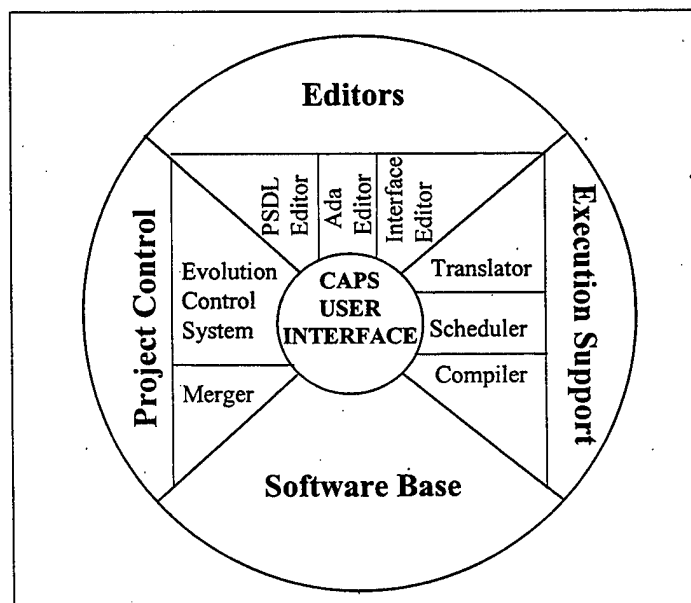 Editors
PSDL
Editor
Ada
Editor
Interface
Editor
Project Control
Evolution
Control
System
Merger
CAPS
USER
INTERFACE
Translator
Scheduler
Compiler
Execution Support
Software Base